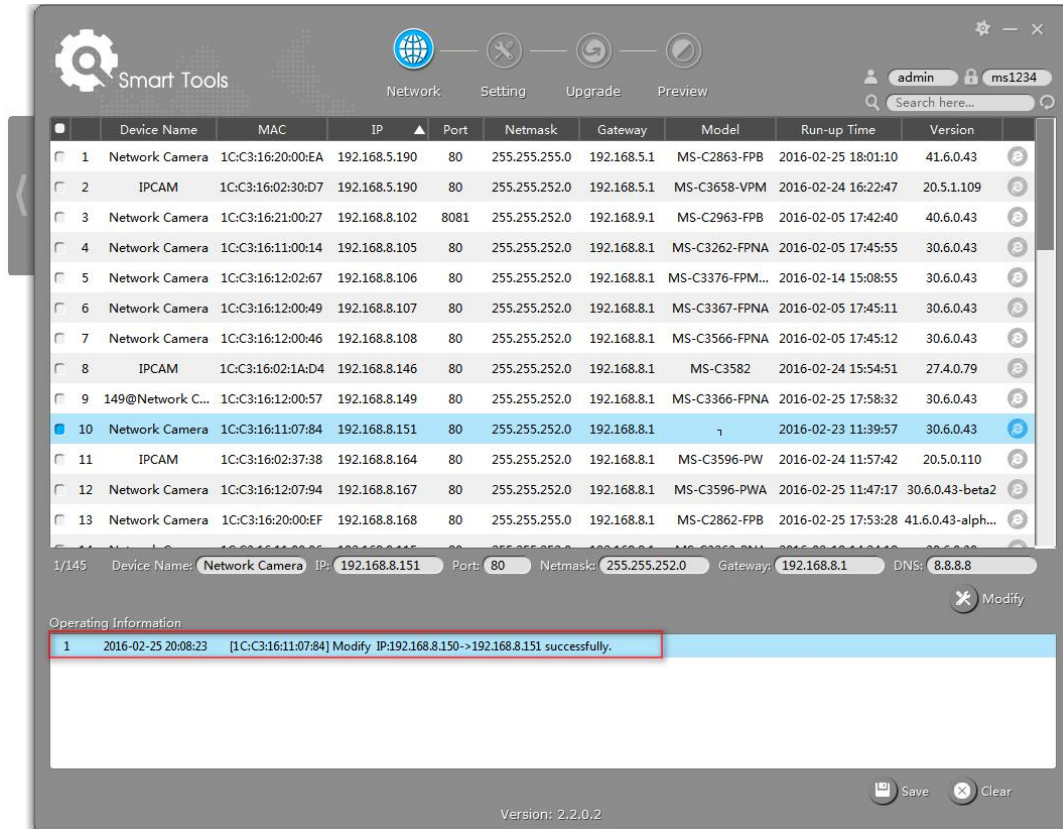 Smart Tools
Network Setting Upgrade Preview
admin ms1234
Search here...
Device Name MAC IP Port Netmask Gateway Model Run-up Time Version
1 Network Camera 1C:C3:16:20:00:EA 192.168.5.190 80 255.255.255.0 192.168.5.1 MS-C2863-FPB 2016-02-25 18:01:10 41.6.0.43
2 IPCAM 1C:C3:16:02:30:D7 192.168.5.190 80 255.255.252.0 192.168.5.1 MS-C3658-VPM 2016-02-24 16:22:47 20.5.1.109
3 Network Camera 1C:C3:16:21:00:27 192.168.8.102 8081 255.255.252.0 192.168.9.1 MS-C2963-FPB 2016-02-05 17:42:40 40.6.0.43
4 Network Camera 1C:C3:16:11:00:14 192.168.8.105 80 255.255.252.0 192.168.8.1 MS-C3262-FPNA 2016-02-05 17:45:55 30.6.0.43
5 Network Camera 1C:C3:16:12:02:67 192.168.8.106 80 255.255.252.0 192.168.8.1 MS-C3376-FPM... 2016-02-14 15:08:55 30.6.0.43
6 Network Camera 1C:C3:16:12:00:49 192.168.8.107 80 255.255.252.0 192.168.8.1 MS-C3367-FPNA 2016-02-05 17:45:11 30.6.0.43
7 Network Camera 1C:C3:16:12:00:46 192.168.8.108 80 255.255.252.0 192.168.8.1 MS-C3566-FPNA 2016-02-05 17:45:12 30.6.0.43
8 IPCAM 1C:C3:16:02:1A:D4 192.168.8.146 80 255.255.252.0 192.168.8.1 MS-C3582 2016-02-24 15:54:51 27.4.0.79
9 149@Network C... 1C:C3:16:12:00:57 192.168.8.149 80 255.255.252.0 192.168.8.1 MS-C3366-FPNA 2016-02-25 17:58:32 30.6.0.43
10 Network Camera 1C:C3:16:11:07:84 192.168.8.151 80 255.255.252.0 192.168.8.1 2016-02-23 11:39:57 30.6.0.43
11 IPCAM 1C:C3:16:02:37:38 192.168.8.164 80 255.255.252.0 192.168.8.1 MS-C3596-PW 2016-02-24 11:57:42 20.5.0.110
12 Network Camera 1C:C3:16:12:07:94 192.168.8.167 80 255.255.252.0 192.168.8.1 MS-C3596-PWA 2016-02-25 11:47:17 30.6.0.43-beta2
13 Network Camera 1C:C3:16:20:00:EF 192.168.8.168 80 255.255.255.0 192.168.8.1 MS-C2862-FPB 2016-02-25 17:53:28 41.6.0.43-alph...
1/145 Device Name: Network Camera IP: 192.168.8.151 Port: 80 Netmask: 255.255.252.0 Gateway: 192.168.8.1 DNS: 8.8.8.8
Modify
Operating Information
1 2016-02-25 20:08:23 [1C:C3:16:11:07:84] Modify IP:192.168.8.150->192.168.8.151 successfully.
Save Clear
Version: 2.2.0.2